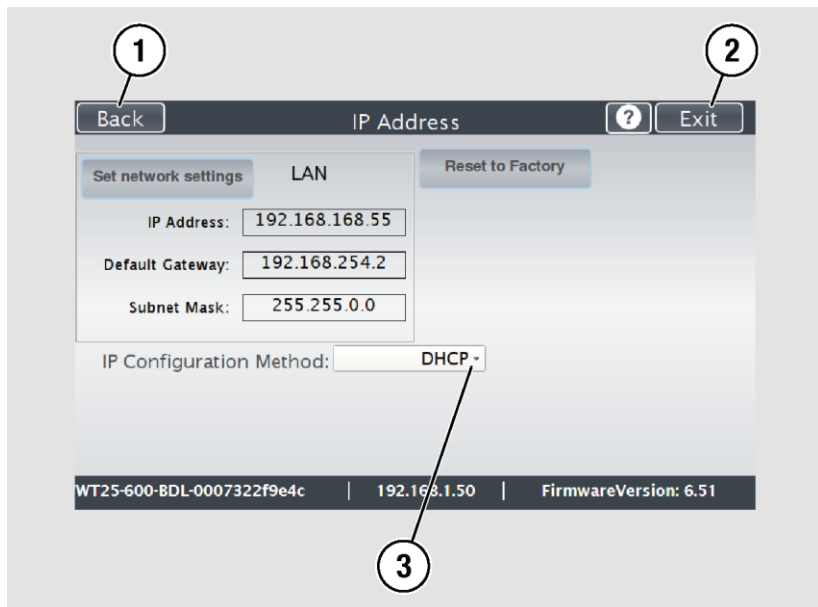 1
2
Back
IP Address
?
Exit
Set network settings
LAN
Reset to Factory
IP Address: 192.168.168.55
Default Gateway: 192.168.254.2
Subnet Mask: 255.255.0.0
IP Configuration Method: DHCP
WT25-600-BDL-0007322f9e4c | 192.168.1.50 | FirmwareVersion: 6.51
3